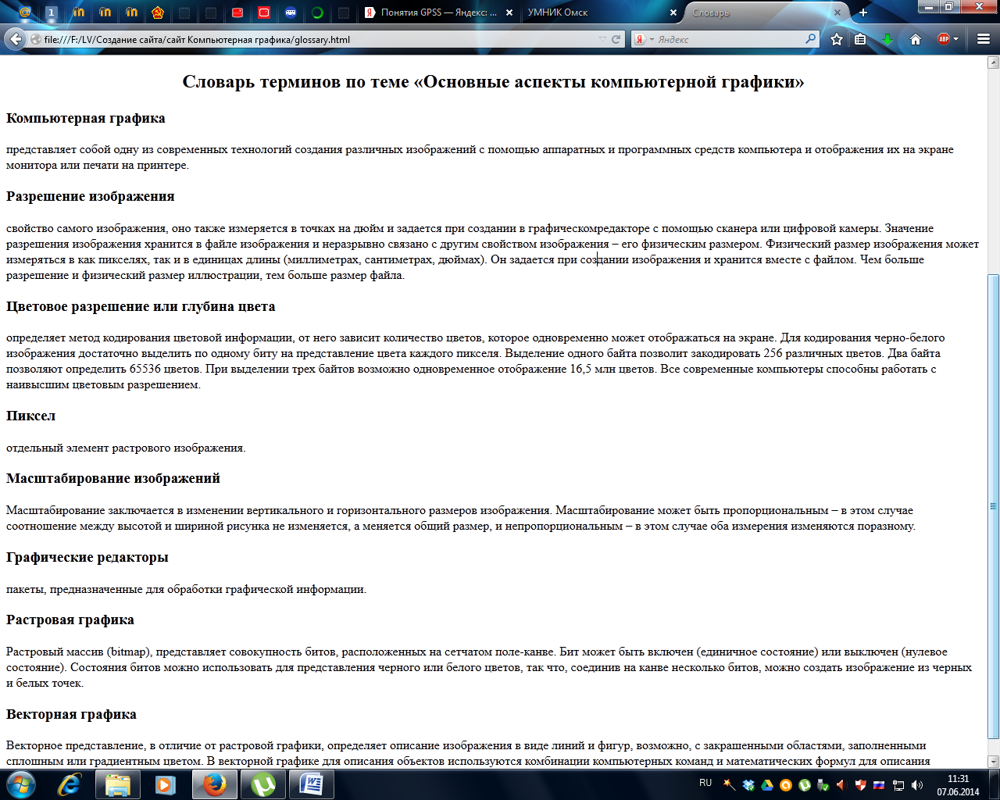 Понятия GPSS — Яндекс: ...
УМНИК Омск
Словарь
file:///F:/LV/Создание сайта/сайт Компьютерная графика/glossary.html
Яндекс
ABP
Словарь терминов по теме «Основные аспекты компьютерной графики»
Компьютерная графика
представляет собой одну из современных технологий создания различных изображений с помощью аппаратных и программных средств компьютера и отображения их на экране
монитора или печати на принтере.
Разрешение изображения
свойство самого изображения, оно также измеряется в точках на дюйм и задается при создании в графическомредакторе с помощью сканера или цифровой камеры. Значение
разрешения изображения хранится в файле изображения и неразрывно связано с другим свойством изображения – его физическим размером. Физический размер изображения может
измеряться в как пикселях, так и в единицах длины (миллиметрах, сантиметрах, дюймах). Он задается при создании изображения и хранится вместе с файлом. Чем больше
разрешение и физический размер иллюстрации, тем больше размер файла.
Цветовое разрешение или глубина цвета
определяет метод кодирования цветовой информации, от него зависит количество цветов, которое одновременно может отображаться на экране. Для кодирования черно-белого
изображения достаточно выделить по одному биту на представление цвета каждого пикселя. Выделение одного байта позволит закодировать 256 различных цветов. Два байта
позволяют определить 65536 цветов. При выделении трех байтов возможно одновременное отображение 16,5 млн цветов. Все современные компьютеры способны работать с
наивысшим цветовым разрешением.
Пиксел
отдельный элемент растрового изображения.
Масштабирование изображений
Масштабирование заключается в изменении вертикального и горизонтального размеров изображения. Масштабирование может быть пропорциональным – в этом случае
соотношение между высотой и шириной рисунка не изменяется, а меняется общий размер, и непропорциональным – в этом случае оба измерения изменяются поразному.
Графические редакторы
пакеты, предназначенные для обработки графической информации.
Растровая графика
Растровый массив (bitmap), представляет совокупность битов, расположенных на сетчатом поле-канве. Бит может быть включен (единичное состояние) или выключен (нулевое
состояние). Состояния битов можно использовать для представления черного или белого цветов, так что, соединив на канве несколько битов, можно создать изображение из черных
и белых точек.
Векторная графика
Векторное представление, в отличие от растровой графики, определяет описание изображения в виде линий и фигур, возможно, с закрашенными областями, заполненными
сплошным или градиентным цветом. В векторной графике для описания объектов используются комбинации компьютерных команд и математических формул для описания
RU
11:31
07.06.2014